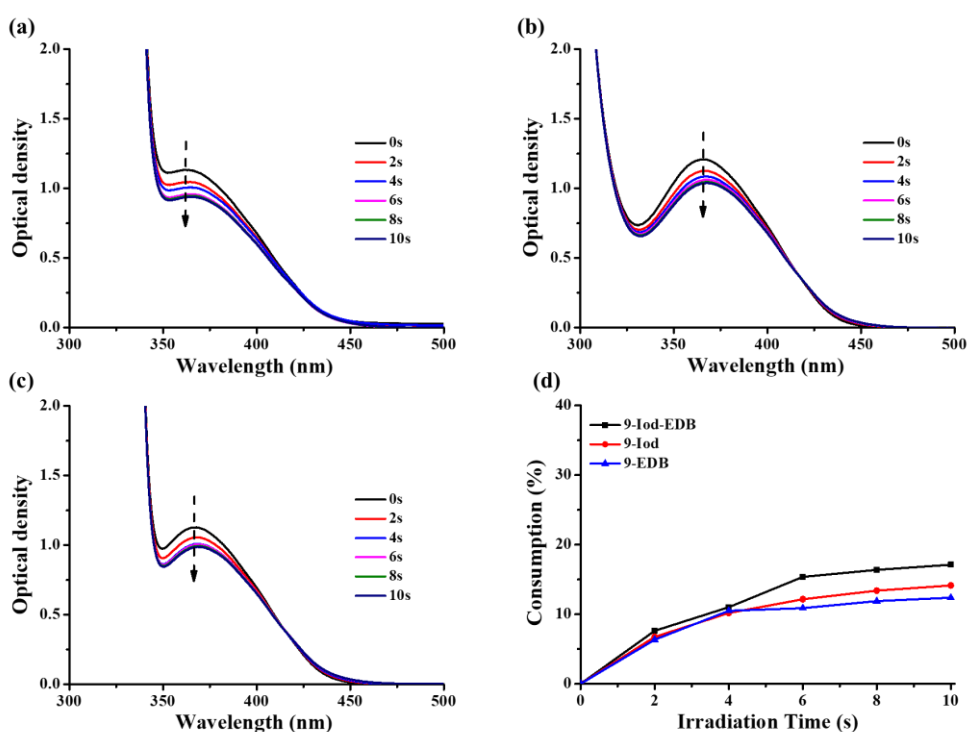 (a)
2.0
1.5
1.0
0.5
0.0
Optical density
0s
2s
4s
6s
8s
10s
300 350 400 450 500
Wavelength (nm)
(b)
2.0
1.5
1.0
0.5
0.0
Optical density
0s
2s
4s
6s
8s
10s
300 350 400 450 500
Wavelength (nm)
(c)
2.0
1.5
1.0
0.5
0.0
Optical density
0s
2s
4s
6s
8s
10s
300 350 400 450 500
Wavelength (nm)
(d)
40
30
20
10
0
Consumption (%)
9-Iod-EDB
9-Iod
9-EDB
0 2 4 6 8 10
Irradiation Time (s)